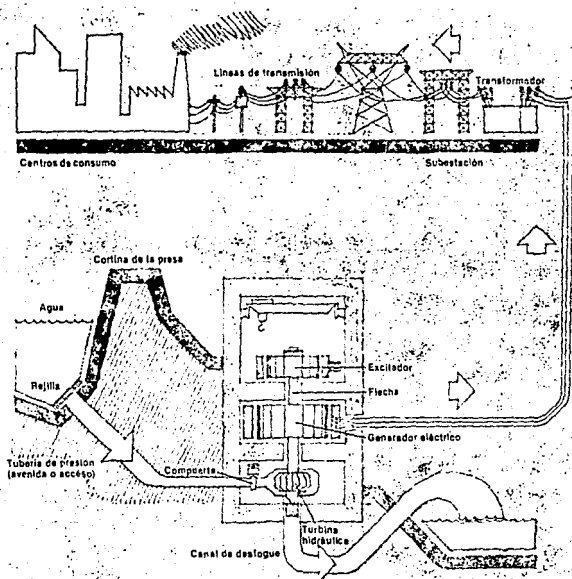 Líneas de transmisión
Transformador
Centros de consumo
Subestación
Cortina de la presa
Agua
Excitador
Rejilla
Flecha
Generador eléctrico
Tubería de presión
(avenida o acceso)
Compuerta
Turbina
hidráulica
Canal de desfogue